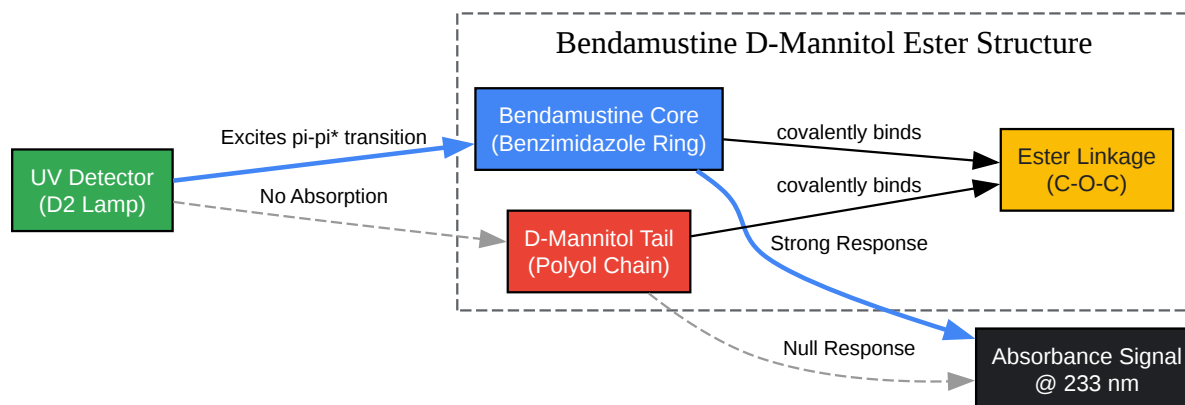 Bendamustine D-Mannitol Ester Structure
UV Detector
(D2 Lamp)
Excites pi-pi* transition
No Absorption
Bendamustine Core
(Benzimidazole Ring)
D-Mannitol Tail
(Polyol Chain)
covalently binds
covalently binds
Ester Linkage
(C-O-C)
Strong Response
Null Response
Absorbance Signal
@ 233 nm